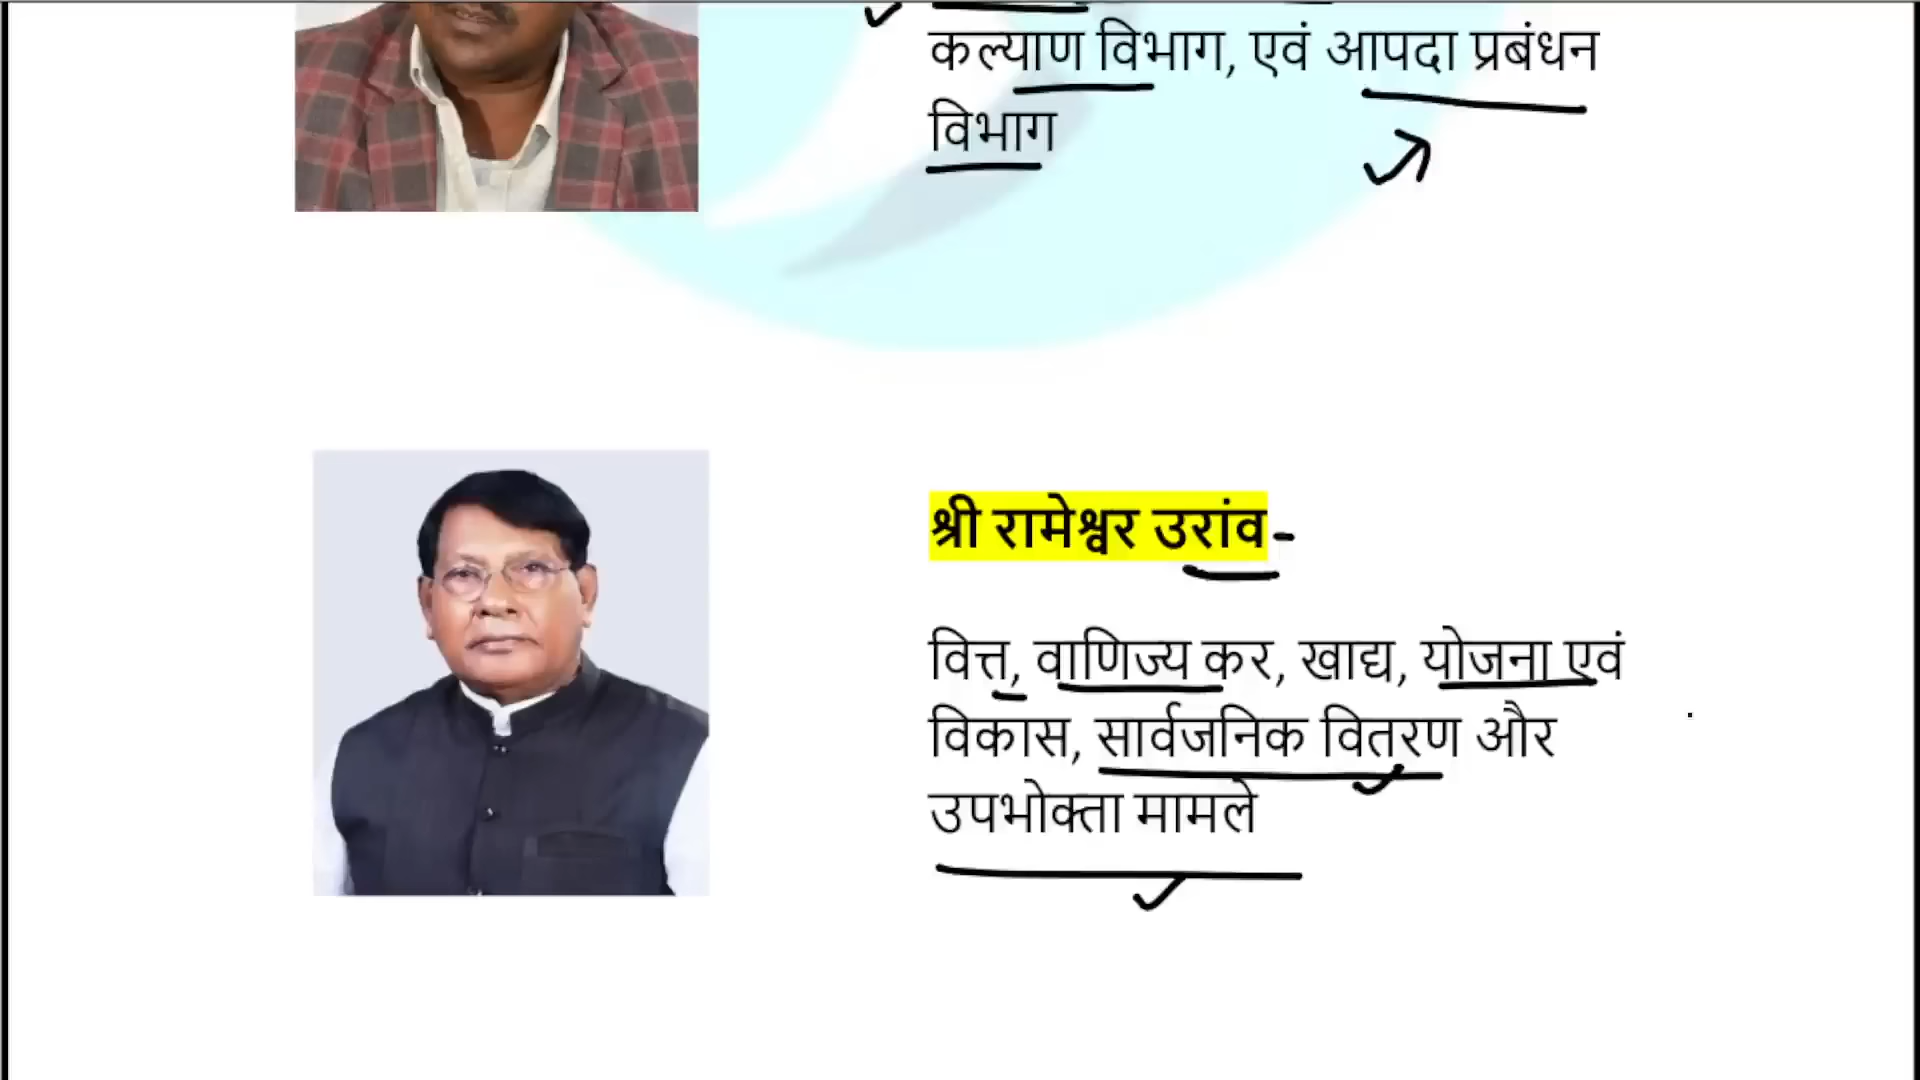 कल्याण विभाग, एवं आपदा प्रबंधन
विभाग
श्री रामेश्वर उरांव-
वित्त, वाणिज्य कर, खाद्य, योजना एवं
विकास, सार्वजनिक वितरण और
उपभोक्ता मामले